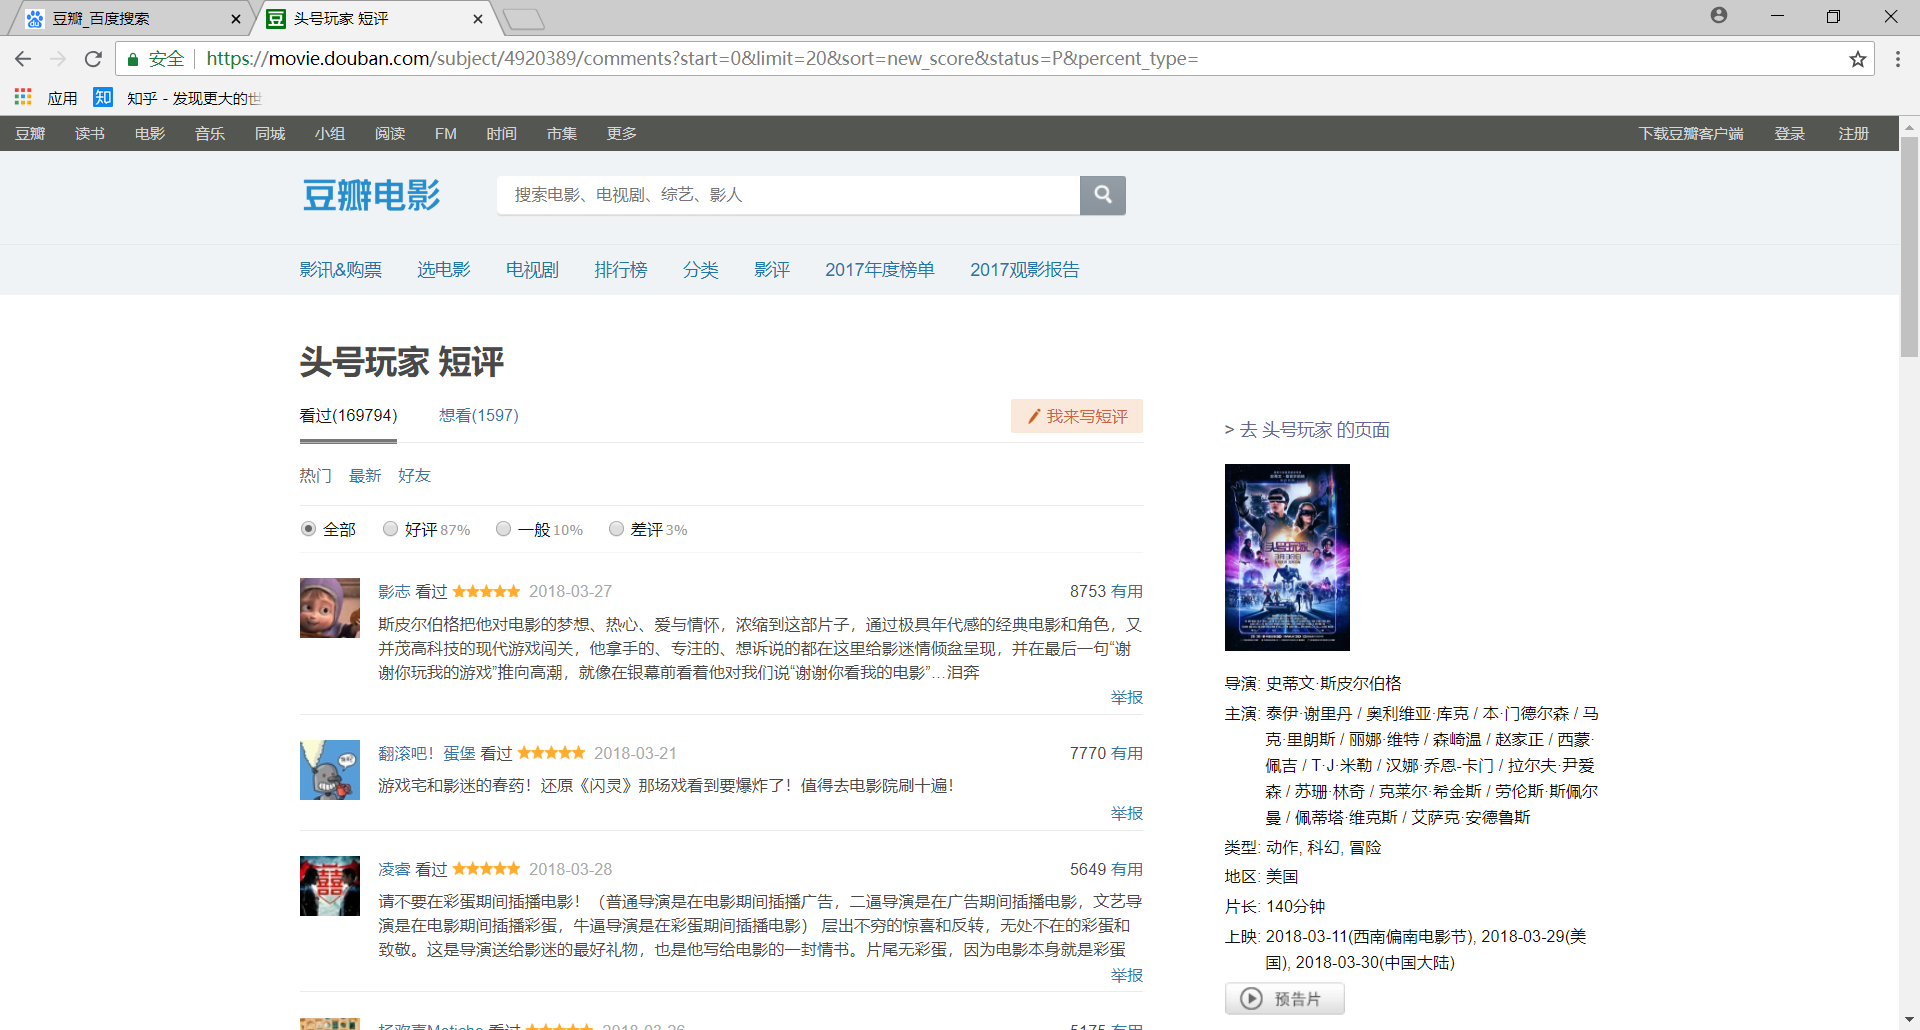 豆瓣_百度搜索
头号玩家 短评
安全
https://movie.douban.com/subject/4920389/comments?start=0&limit=20&sort=new_score&status=P&percent_type=
应用 知 知乎 - 发现更大的世
豆瓣 读书 电影 音乐 同城 小组 阅读 FM 时间 市集 更多 下载豆瓣客户端 登录 注册
豆瓣电影
搜索电影、电视剧、综艺、影人
影讯&购票 选电影 电视剧 排行榜 分类 影评 2017年度榜单 2017观影报告
头号玩家 短评
看过(169794) 想看(1597) 我来写短评
热门 最新 好友
全部 好评 87% 一般 10% 差评 3%
影志 看过 2018-03-27 8753 有用
斯皮尔伯格把他对电影的梦想、热心、爱与情怀，浓缩到这部片子，通过极具年代感的经典电影和角色，又
并茂高科技的现代游戏闯关，他拿手的、专注的、想诉说的都在这里给影迷情倾盆呈现，并在最后一句“谢
谢你玩我的游戏”推向高潮，就像在银幕前看着他对我们说“谢谢你看我的电影”…泪奔
举报
翻滚吧！蛋堡 看过 2018-03-21 7770 有用
游戏宅和影迷的春药！还原《闪灵》那场戏看到要爆炸了！值得去电影院刷十遍！
举报
凌睿 看过 2018-03-28 5649 有用
请不要在彩蛋期间插播电影！（普通导演是在电影期间插播广告，二逼导演是在广告期间插播电影，文艺导
演是在电影期间插播彩蛋，牛逼导演是在彩蛋期间插播电影） 层出不穷的惊喜和反转，无处不在的彩蛋和
致敬。这是导演送给影迷的最好礼物，也是他写给电影的一封情书。片尾无彩蛋，因为电影本身就是彩蛋
举报
看过 2018-03-26 5175 有用
> 去 头号玩家 的页面
头号玩家
导演: 史蒂文·斯皮尔伯格
主演: 泰伊·谢里丹 / 奥利维亚·库克 / 本·门德尔森 / 马
克·里朗斯 / 丽娜·维特 / 森崎温 / 赵家正 / 西蒙·
佩吉 / T·J·米勒 / 汉娜·乔恩-卡门 / 拉尔夫·尹爱
森 / 苏珊·林奇 / 克莱尔·希金斯 / 劳伦斯·斯佩尔
曼 / 佩蒂塔·维克斯 / 艾萨克·安德鲁斯
类型: 动作, 科幻, 冒险
地区: 美国
片长: 140分钟
上映: 2018-03-11(西南偏南电影节), 2018-03-29(美
国), 2018-03-30(中国大陆)
预告片